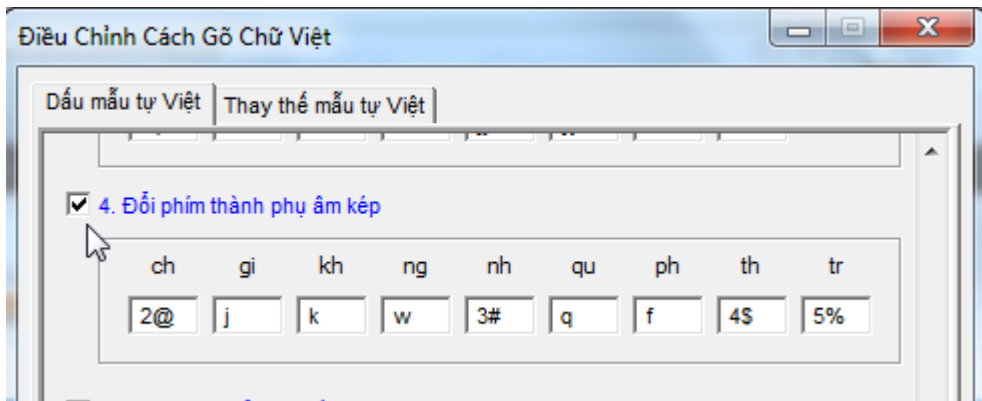 Điều Chỉnh Cách Gõ Chữ Việt
Dấu mẫu tự Việt Thay thế mẫu tự Việt
4. Đổi phím thành phụ âm kép
ch gi kh ng nh qu ph th tr
2@ j k w 3# q f 4$ 5%